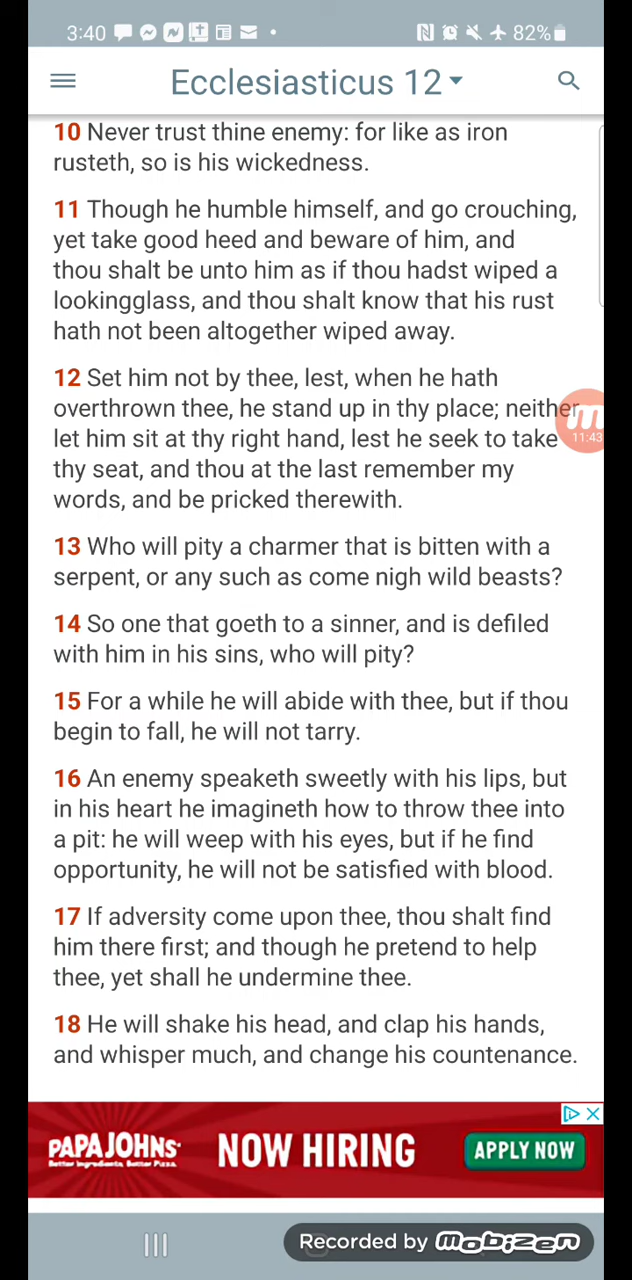 3:40
82%
Ecclesiasticus 12
10 Never trust thine enemy: for like as iron
rusteth, so is his wickedness.
11 Though he humble himself, and go crouching,
yet take good heed and beware of him, and
thou shalt be unto him as if thou hadst wiped a
lookingglass, and thou shalt know that his rust
hath not been altogether wiped away.
12 Set him not by thee, lest, when he hath
overthrown thee, he stand up in thy place; neither
let him sit at thy right hand, lest he seek to take
thy seat, and thou at the last remember my
words, and be pricked therewith.
m
11:43
13 Who will pity a charmer that is bitten with a
serpent, or any such as come nigh wild beasts?
14 So one that goeth to a sinner, and is defiled
with him in his sins, who will pity?
15 For a while he will abide with thee, but if thou
begin to fall, he will not tarry.
16 An enemy speaketh sweetly with his lips, but
in his heart he imagineth how to throw thee into
a pit: he will weep with his eyes, but if he find
opportunity, he will not be satisfied with blood.
17 If adversity come upon thee, thou shalt find
him there first; and though he pretend to help
thee, yet shall he undermine thee.
18 He will shake his head, and clap his hands,
and whisper much, and change his countenance.
PAPA JOHNS
Better Ingredients. Better Pizza.
NOW HIRING
APPLY NOW
Recorded by mobizen